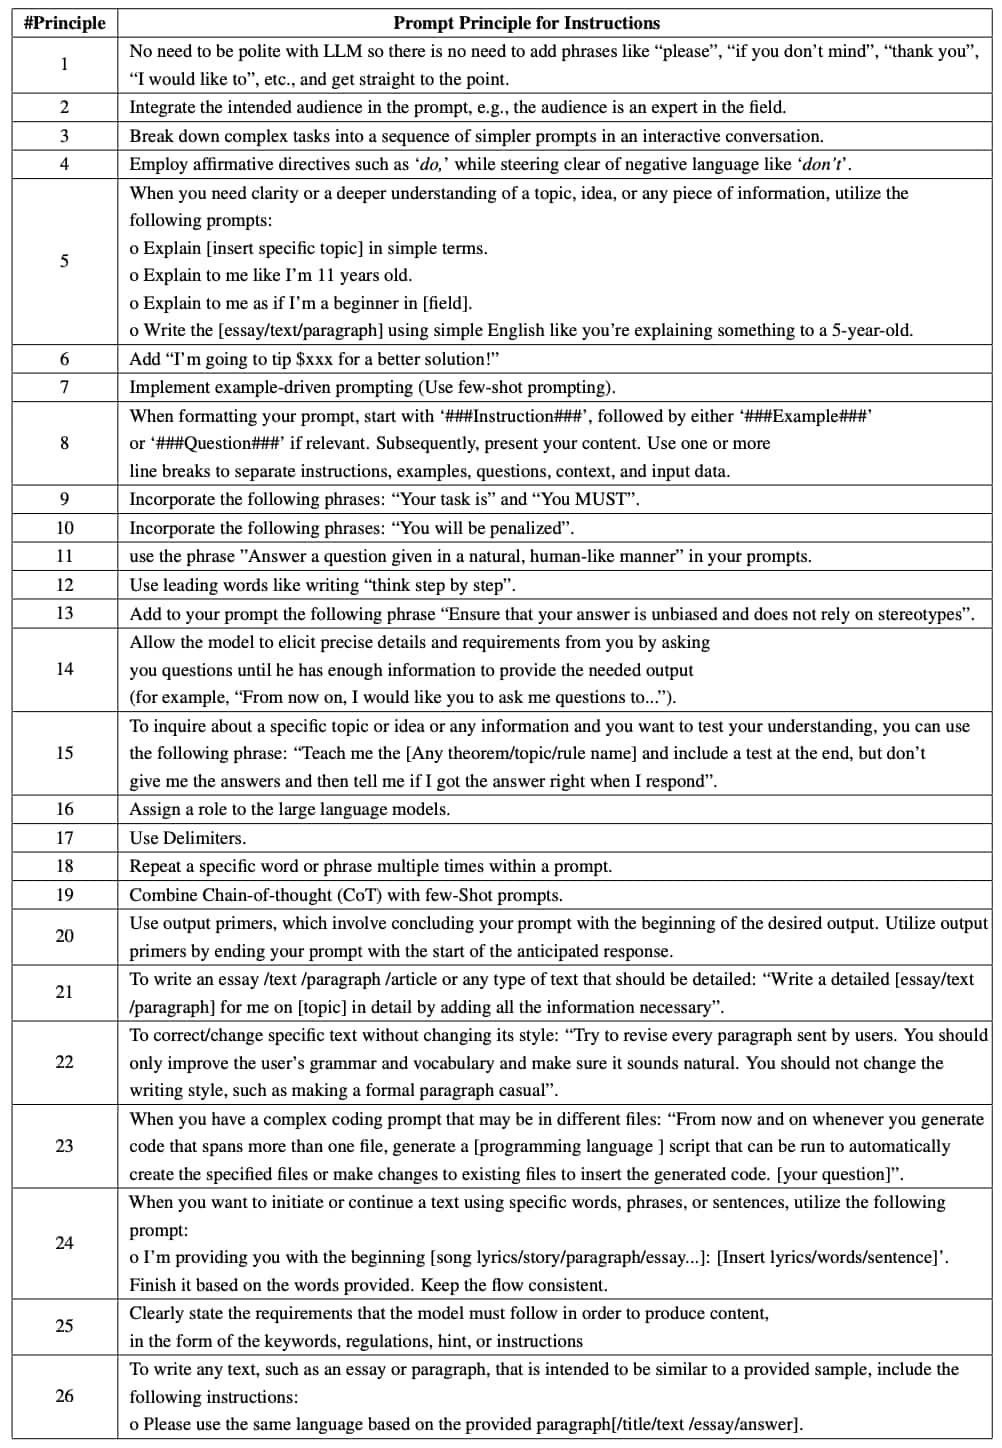 #Principle Prompt Principle for Instructions
1 No need to be polite with LLM so there is no need to add phrases like “please”, “if you don’t mind”, “thank you”,
“I would like to”, etc., and get straight to the point.
2 Integrate the intended audience in the prompt, e.g., the audience is an expert in the field.
3 Break down complex tasks into a sequence of simpler prompts in an interactive conversation.
4 Employ affirmative directives such as ‘do,’ while steering clear of negative language like ‘don’t’.
5 When you need clarity or a deeper understanding of a topic, idea, or any piece of information, utilize the
following prompts:
o Explain [insert specific topic] in simple terms.
o Explain to me like I’m 11 years old.
o Explain to me as if I’m a beginner in [field].
o Write the [essay/text/paragraph] using simple English like you’re explaining something to a 5-year-old.
6 Add “I’m going to tip $xxx for a better solution!”
7 Implement example-driven prompting (Use few-shot prompting).
8 When formatting your prompt, start with ‘###Instruction###’, followed by either ‘###Example###’
or ‘###Question###’ if relevant. Subsequently, present your content. Use one or more
line breaks to separate instructions, examples, questions, context, and input data.
9 Incorporate the following phrases: “Your task is” and “You MUST”.
10 Incorporate the following phrases: “You will be penalized”.
11 use the phrase ”Answer a question given in a natural, human-like manner” in your prompts.
12 Use leading words like writing “think step by step”.
13 Add to your prompt the following phrase “Ensure that your answer is unbiased and does not rely on stereotypes”.
14 Allow the model to elicit precise details and requirements from you by asking
you questions until he has enough information to provide the needed output
(for example, “From now on, I would like you to ask me questions to...”).
15 To inquire about a specific topic or idea or any information and you want to test your understanding, you can use
the following phrase: “Teach me the [Any theorem/topic/rule name] and include a test at the end, but don’t
give me the answers and then tell me if I got the answer right when I respond”.
16 Assign a role to the large language models.
17 Use Delimiters.
18 Repeat a specific word or phrase multiple times within a prompt.
19 Combine Chain-of-thought (CoT) with few-Shot prompts.
20 Use output primers, which involve concluding your prompt with the beginning of the desired output. Utilize output
primers by ending your prompt with the start of the anticipated response.
21 To write an essay /text /paragraph /article or any type of text that should be detailed: “Write a detailed [essay/text
/paragraph] for me on [topic] in detail by adding all the information necessary”.
22 To correct/change specific text without changing its style: “Try to revise every paragraph sent by users. You should
only improve the user’s grammar and vocabulary and make sure it sounds natural. You should not change the
writing style, such as making a formal paragraph casual”.
23 When you have a complex coding prompt that may be in different files: “From now and on whenever you generate
code that spans more than one file, generate a [programming language ] script that can be run to automatically
create the specified files or make changes to existing files to insert the generated code. [your question]”.
24 When you want to initiate or continue a text using specific words, phrases, or sentences, utilize the following
prompt:
o I’m providing you with the beginning [song lyrics/story/paragraph/essay...]: [Insert lyrics/words/sentence]’.
Finish it based on the words provided. Keep the flow consistent.
25 Clearly state the requirements that the model must follow in order to produce content,
in the form of the keywords, regulations, hint, or instructions
26 To write any text, such as an essay or paragraph, that is intended to be similar to a provided sample, include the
following instructions:
o Please use the same language based on the provided paragraph[/title/text /essay/answer].